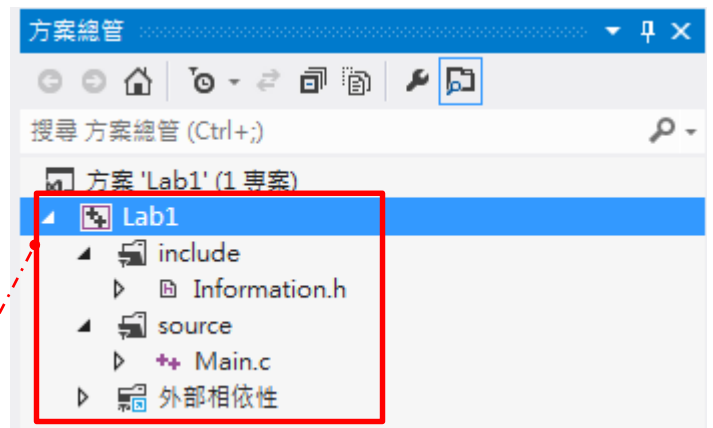 方案總管
搜尋 方案總管 (Ctrl+;)
方案 'Lab1' (1 專案)
Lab1
include
Information.h
source
Main.c
外部相依性